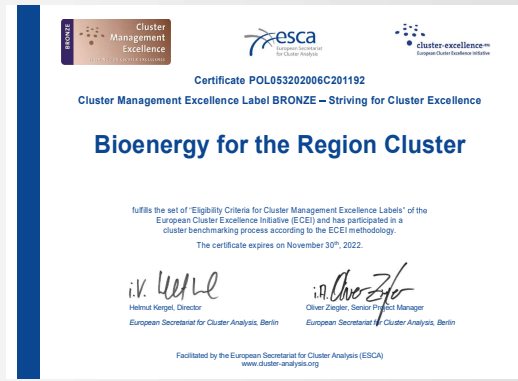 BRONZE
Cluster
Management
Excellence
esca
European Secretariat
for Cluster Analysis
cluster-excellence.eu
European Cluster Excellence Initiative
Certificate POL053202006C201192
Cluster Management Excellence Label BRONZE – Striving for Cluster Excellence
Bioenergy for the Region Cluster
fulfills the set of “Eligibility Criteria for Cluster Management Excellence Labels” of the
European Cluster Excellence Initiative (ECEI) and has participated in a
cluster benchmarking process according to the ECEI methodology.
The certificate expires on November 30th, 2022.
i.V.
i.A. Oliver Ziegler
Helmut Kergel, Director
Oliver Ziegler, Senior Project Manager
European Secretariat for Cluster Analysis, Berlin
European Secretariat for Cluster Analysis, Berlin
Facilitated by the European Secretariat for Cluster Analysis (ESCA)
www.cluster-analysis.org